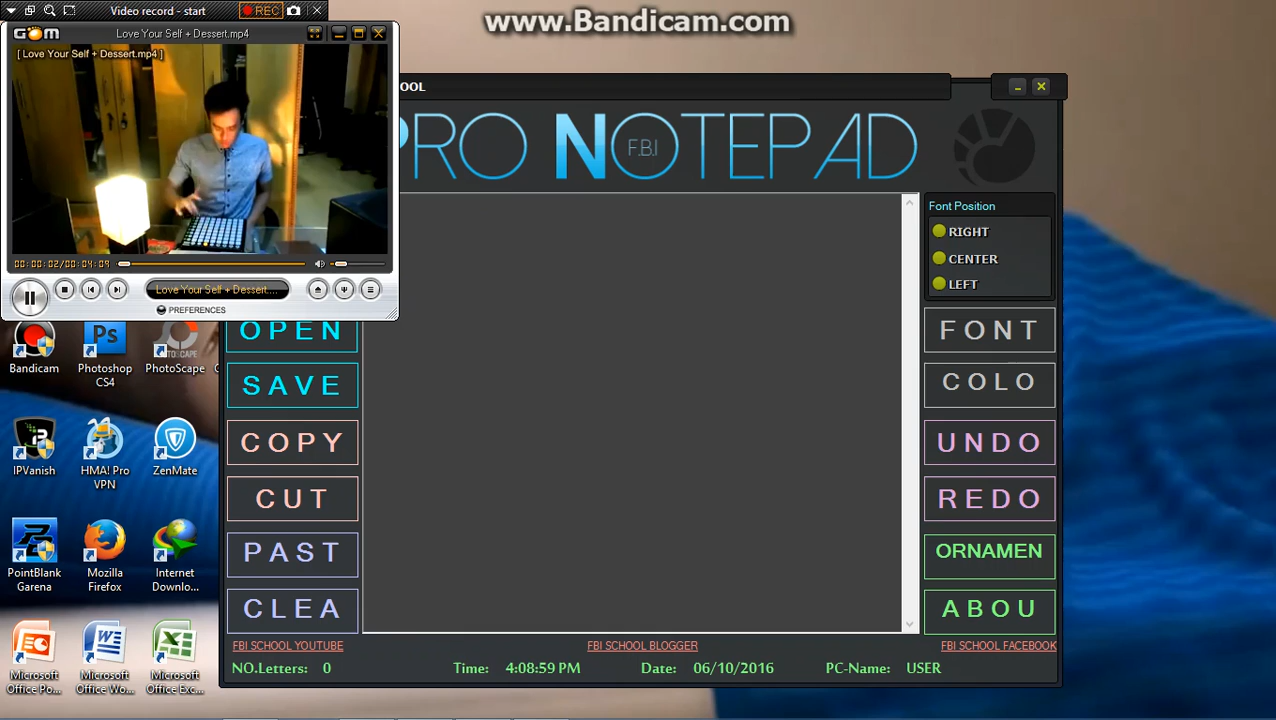 Video record - start
REC
www.Bandicam.com
GOM
Love Your Self + Dessert.mp4
[ Love Your Self + Dessert.mp4 ]
00:00:02/00:04:09
Love Your Self + Dessert....
PREFERENCES
OOL
PRO NOTEPAD
F.B.I
Font Position
RIGHT
CENTER
LEFT
OPEN
SAVE
COPY
CUT
PAST
CLEA
FONT
COLO
UNDO
REDO
ORNAMEN
ABOU
FBI SCHOOL YOUTUBE
FBI SCHOOL BLOGGER
FBI SCHOOL FACEBOOK
NO.Letters: 0
Time: 4:08:59 PM
Date: 06/10/2016
PC-Name: USER
Bandicam
Ps
Photoshop
CS4
PhotoScape
IPVanish
HMA! Pro
VPN
ZenMate
PointBlank
Garena
Mozilla
Firefox
Internet
Downlo...
Microsoft
Office Po...
Microsoft
Office Wo...
Microsoft
Office Exc...